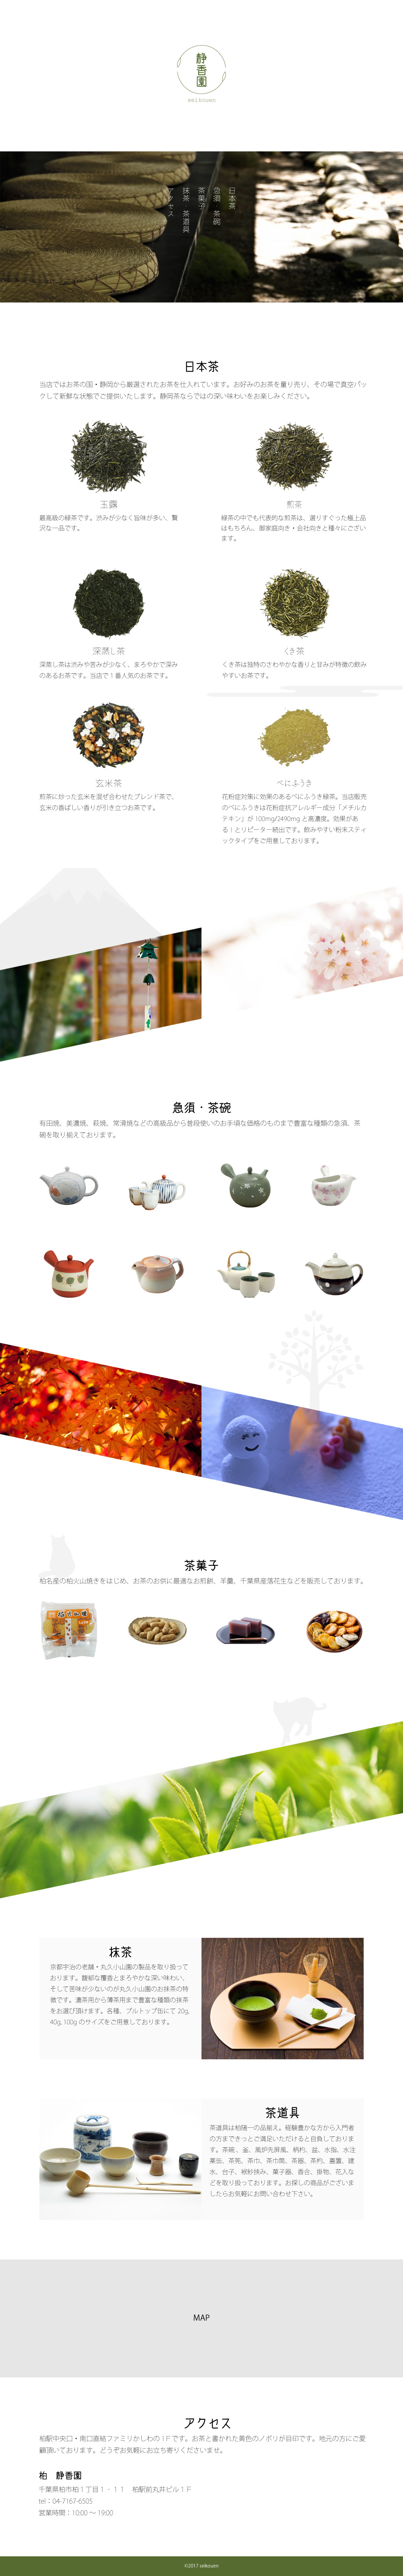 静香園
seikouen
日本茶
急須・茶碗
茶菓子
抹茶・茶道具
アクセス
日本茶
当店ではお茶の国・静岡から厳選されたお茶を仕入れています。お好みのお茶を量り売り、その場で真空パッ
クして新鮮な状態でご提供いたします。静岡茶ならではの深い味わいをお楽しみください。
玉露
最高級の緑茶です。渋みが少なく旨味が多い、贅
沢な一品です。
煎茶
緑茶の中でも代表的な煎茶は、選りすぐった極上品
はもちろん、御家庭向き・会社向きと種々にござい
ます。
深蒸し茶
深蒸し茶は渋みや苦みが少なく、まろやかで深み
のあるお茶です。当店で１番人気のお茶です。
くき茶
くき茶は独特のさわやかな香りと甘みが特徴の飲み
やすいお茶です。
玄米茶
煎茶に炒った玄米を混ぜ合わせたブレンド茶で、
玄米の香ばしい香りが引き立つお茶です。
べにふうき
花粉症対策に効果のあるべにふうき緑茶。当店販売
のべにふうきは花粉症抗アレルギー成分「メチルカ
テキン」が 100mg/2490mg と高濃度。効果があ
る！とリピーター続出です。飲みやすい粉末スティ
ックタイプをご用意しております。
急須・茶碗
有田焼、美濃焼、萩焼、常滑焼などの高級品から普段使いのお手頃な価格のものまで豊富な種類の急須、茶
碗を取り揃えております。
茶菓子
柏名産の柏火山焼きをはじめ、お茶のお供に最適なお煎餅、羊羹、千葉県産落花生などを販売しております。
抹茶
京都宇治の老舗・丸久小山園の製品を取り扱って
おります。馥郁な覆香とまろやかな深い味わい、
そして苦味が少ないのが丸久小山園のお抹茶の特
徴です。濃茶用から薄茶用まで豊富な種類の抹茶
をお選び頂けます。各種、プルトップ缶にて 20g,
40g, 100g のサイズをご用意しております。
茶道具
茶道具は柏随一の品揃え。経験豊かな方から入門者
の方まできっとご満足いただけると自負しておりま
す。茶碗 、釜、風炉先屏風、柄杓、盆、水指、水注
薬缶、茶筅、茶巾、茶巾筒、茶器、茶杓、蓋置、建
水、台子、袱紗挟み、菓子器、香合、掛物、花入な
どを取り扱っております。お探しの商品がございま
したらお気軽にお問い合わせ下さい。
MAP
アクセス
柏駅中央口・南口直結ファミリかしわの１F です。お茶と書かれた黄色のノボリが目印です。地元の方にご愛
顧頂いております。どうぞお気軽にお立ち寄りくださいませ。
柏　静香園
千葉県柏市柏１丁目１‐１１　柏駅前丸井ビル１Ｆ
tel：04-7167-6505
営業時間：10:00 ～ 19:00
©2017 seikouen